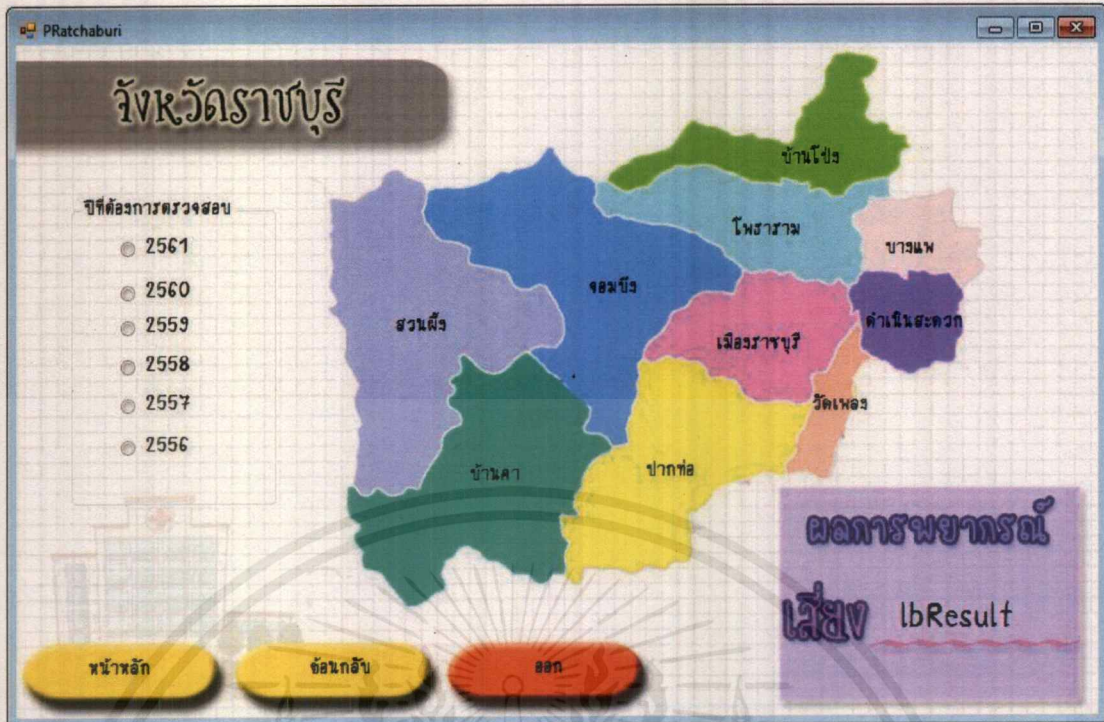 PRatchaburi
จังหวัดราชบุรี
ปีที่ต้องการตรวจสอบ
2561
2560
2559
2558
2557
2556
บ้านโป่ง
โพธาราม
บางแพ
จอมบึง
สวนผึ้ง
เมืองราชบุรี
ดำเนินสะดวก
วัดเพลง
บ้านคา
ปากท่อ
ผลการพยากรณ์
เสี่ยง lbResult
หน้าหลัก
ย้อนกลับ
ออก